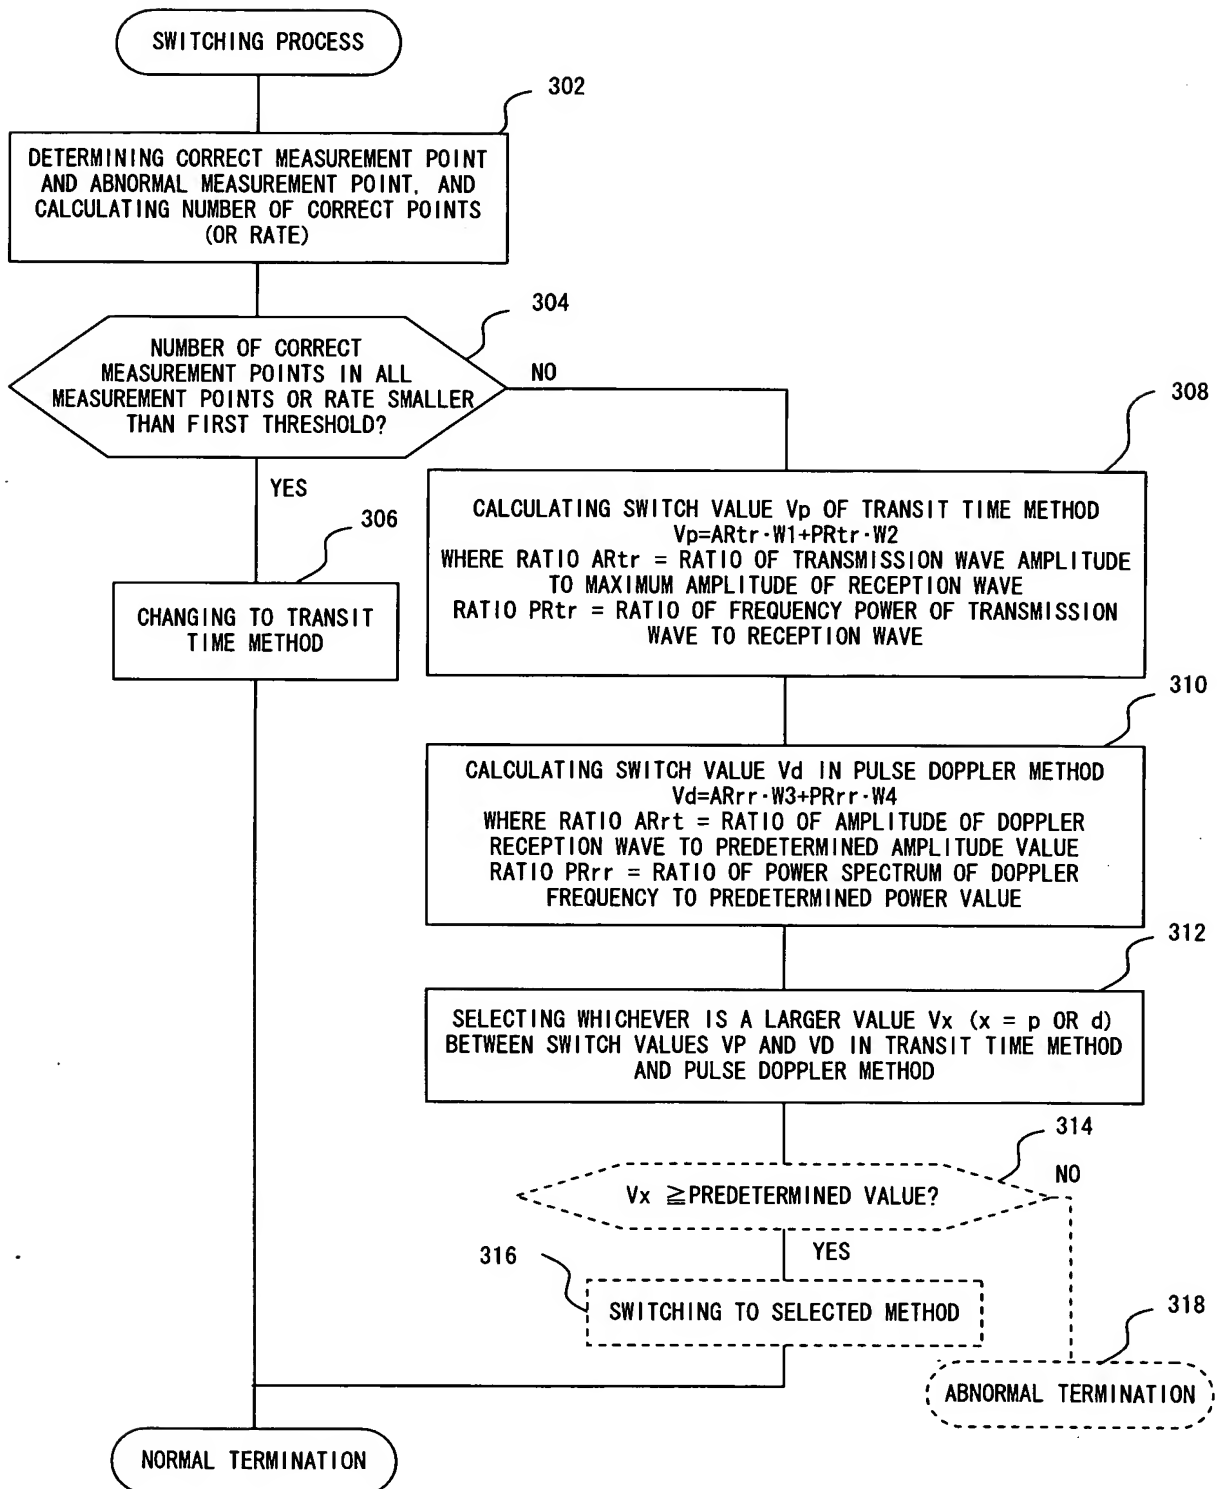 SWITCHING PROCESS
302
DETERMINING CORRECT MEASUREMENT POINT
AND ABNORMAL MEASUREMENT POINT, AND
CALCULATING NUMBER OF CORRECT POINTS
(OR RATE)
304
NUMBER OF CORRECT
MEASUREMENT POINTS IN ALL
MEASUREMENT POINTS OR RATE SMALLER
THAN FIRST THRESHOLD?
NO
YES
306
CHANGING TO TRANSIT
TIME METHOD
308
CALCULATING SWITCH VALUE Vp OF TRANSIT TIME METHOD
Vp=ARtr·W1+PRtr·W2
WHERE RATIO ARtr = RATIO OF TRANSMISSION WAVE AMPLITUDE
TO MAXIMUM AMPLITUDE OF RECEPTION WAVE
RATIO PRtr = RATIO OF FREQUENCY POWER OF TRANSMISSION
WAVE TO RECEPTION WAVE
310
CALCULATING SWITCH VALUE Vd IN PULSE DOPPLER METHOD
Vd=ARrr·W3+PRrr·W4
WHERE RATIO ARrt = RATIO OF AMPLITUDE OF DOPPLER
RECEPTION WAVE TO PREDETERMINED AMPLITUDE VALUE
RATIO PRrr = RATIO OF POWER SPECTRUM OF DOPPLER
FREQUENCY TO PREDETERMINED POWER VALUE
312
SELECTING WHICHEVER IS A LARGER VALUE Vx (x = p OR d)
BETWEEN SWITCH VALUES VP AND VD IN TRANSIT TIME METHOD
AND PULSE DOPPLER METHOD
314
Vx ≧PREDETERMINED VALUE?
NO
YES
316
SWITCHING TO SELECTED METHOD
318
ABNORMAL TERMINATION
NORMAL TERMINATION